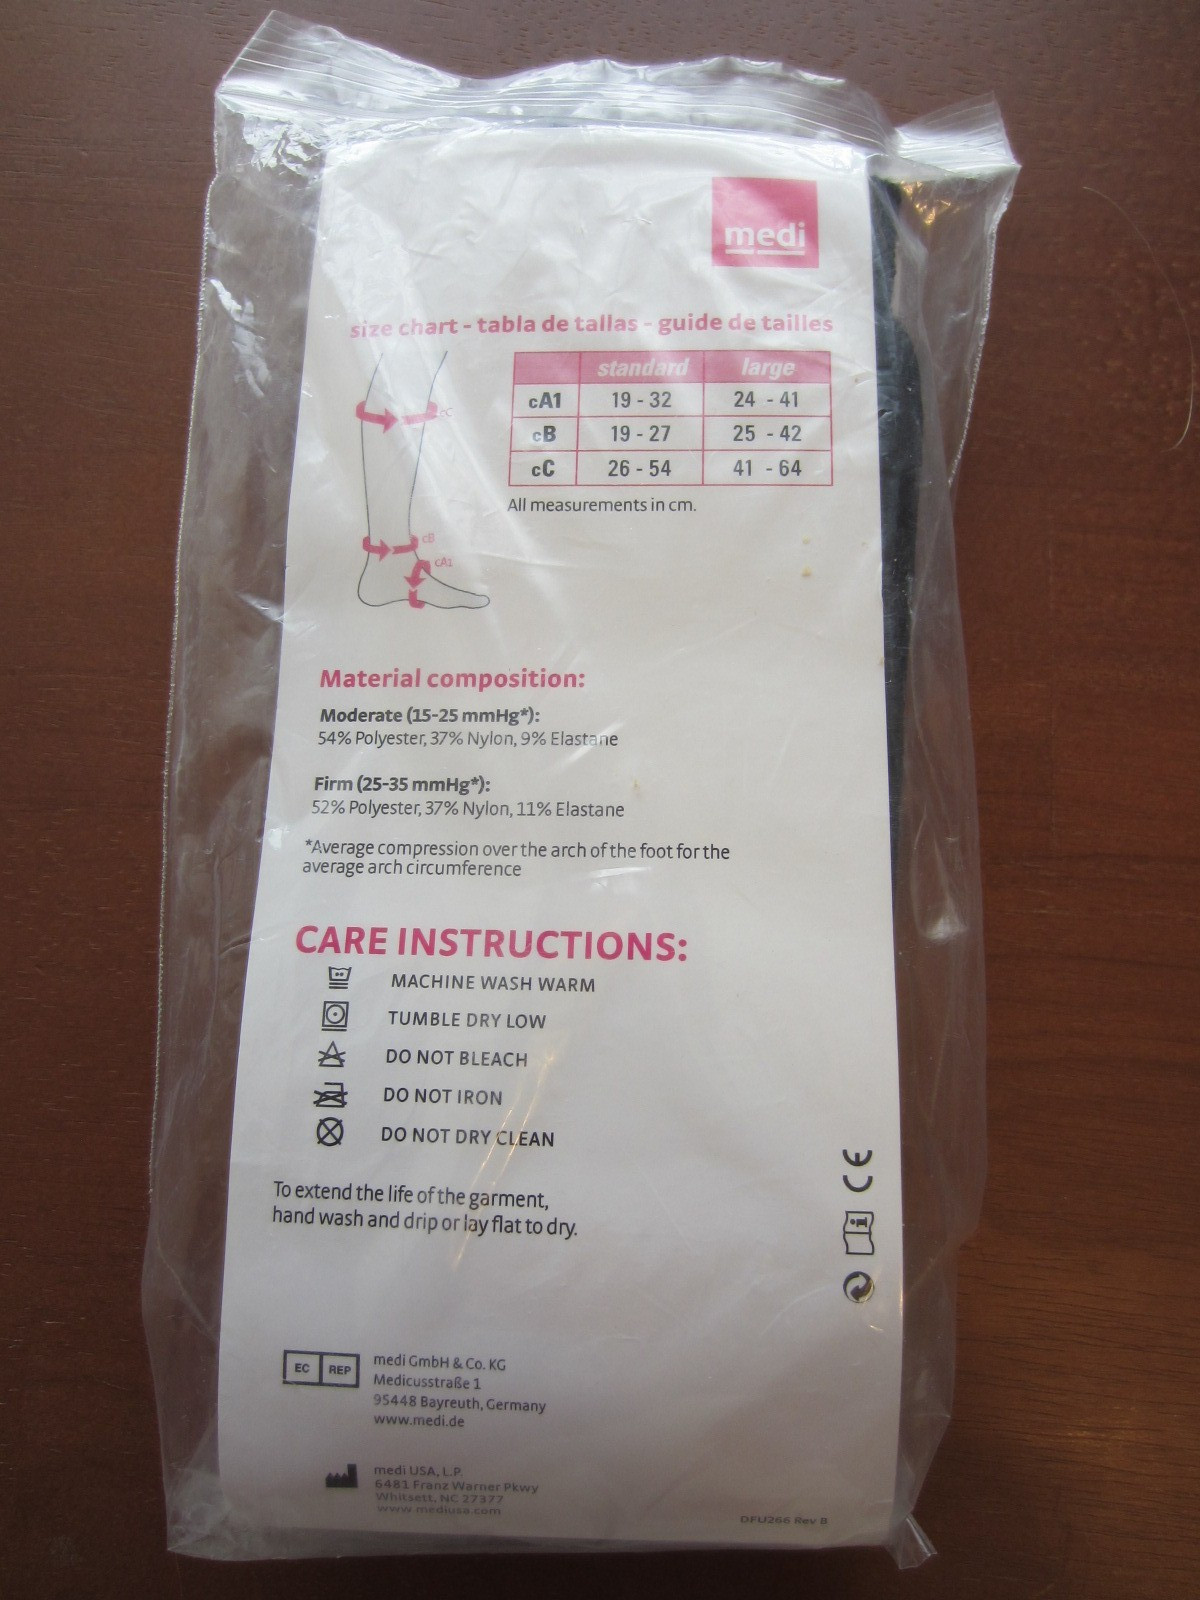 medi
size chart - tabla de tallas - guide de tailles
standard large
cA1 19 - 32 24 - 41
cB 19 - 27 25 - 42
cC 26 - 54 41 - 64
All measurements in cm.
cC
cB
cA1
Material composition:
Moderate (15-25 mmHg*):
54% Polyester, 37% Nylon, 9% Elastane
Firm (25-35 mmHg*):
52% Polyester, 37% Nylon, 11% Elastane
*Average compression over the arch of the foot for the
average arch circumference
CARE INSTRUCTIONS:
MACHINE WASH WARM
TUMBLE DRY LOW
DO NOT BLEACH
DO NOT IRON
DO NOT DRY CLEAN
To extend the life of the garment,
hand wash and drip or lay flat to dry.
CE
i
EC REP
medi GmbH & Co. KG
Medicusstraße 1
95448 Bayreuth, Germany
www.medi.de
medi USA, L.P.
6481 Franz Warner Pkwy
Whitsett, NC 27377
www.mediusa.com
DFU266 Rev B